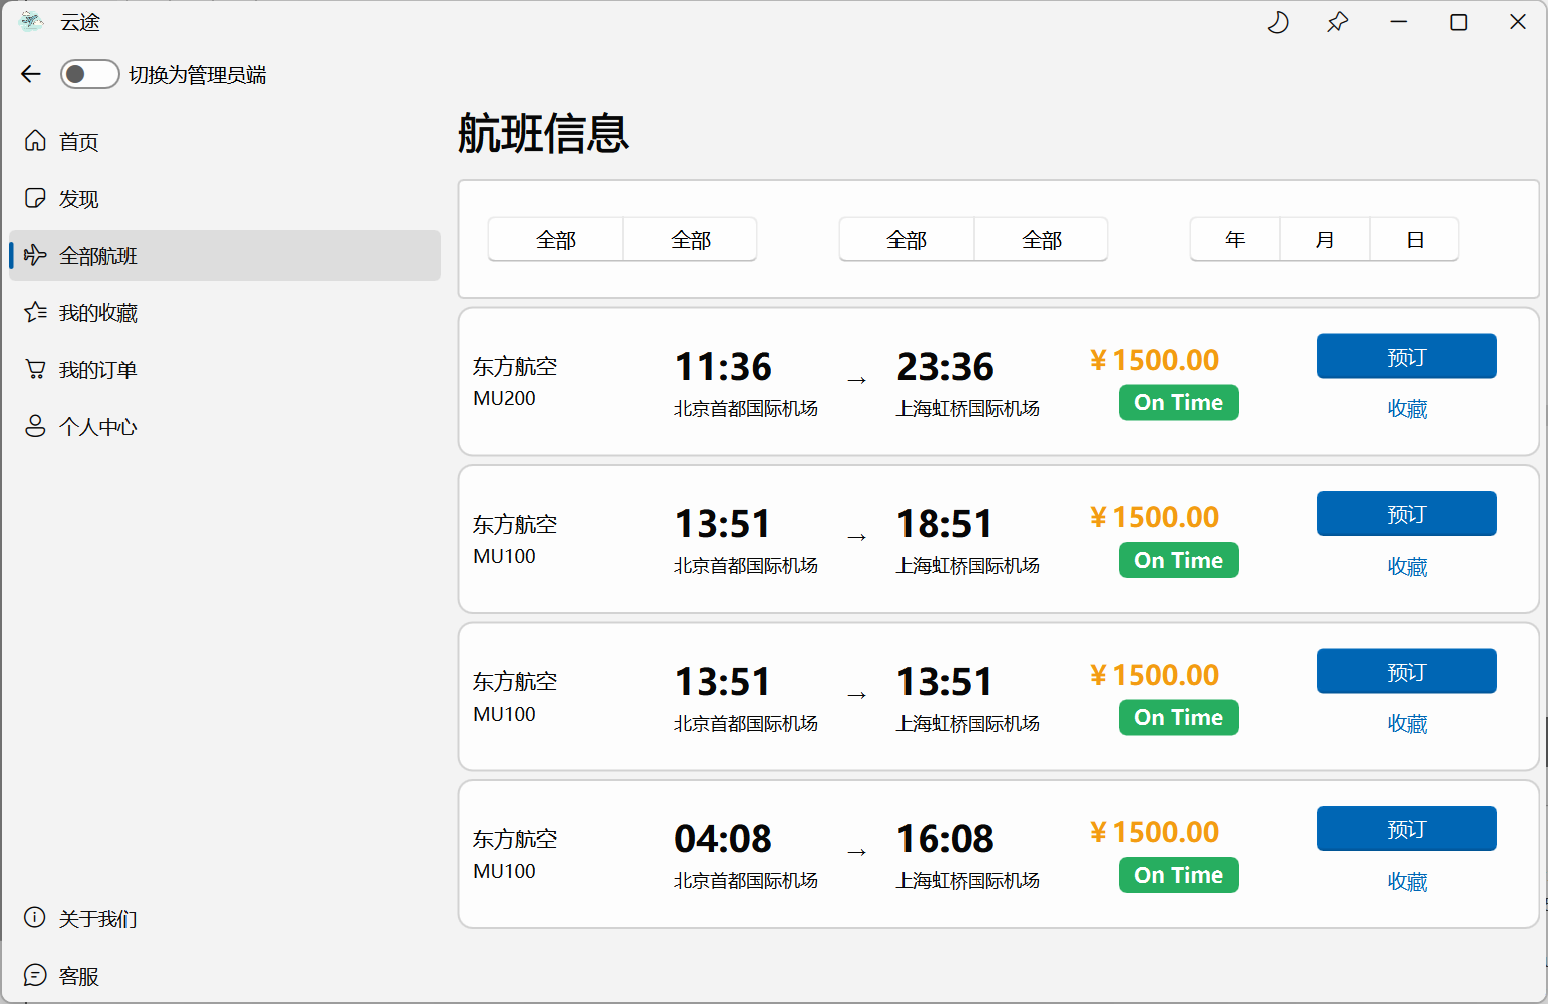 云途
切换为管理员端
首页
发现
全部航班
我的收藏
我的订单
个人中心
关于我们
客服
航班信息
全部 全部 全部 全部 年 月 日
东方航空
MU200
11:36
北京首都国际机场
→
23:36
上海虹桥国际机场
¥1500.00
On Time
预订
收藏
东方航空
MU100
13:51
北京首都国际机场
→
18:51
上海虹桥国际机场
¥1500.00
On Time
预订
收藏
东方航空
MU100
13:51
北京首都国际机场
→
13:51
上海虹桥国际机场
¥1500.00
On Time
预订
收藏
东方航空
MU100
04:08
北京首都国际机场
→
16:08
上海虹桥国际机场
¥1500.00
On Time
预订
收藏